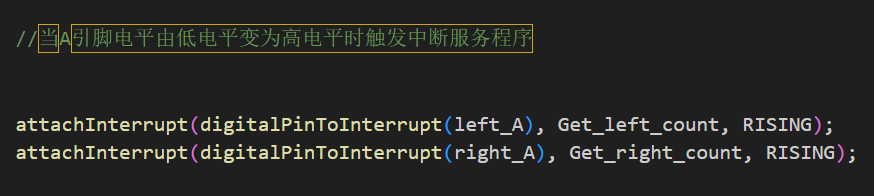 //当A引脚电平由低电平变为高电平时触发中断服务程序
attachInterrupt(digitalPinToInterrupt(left_A), Get_left_count, RISING);
attachInterrupt(digitalPinToInterrupt(right_A), Get_right_count, RISING);